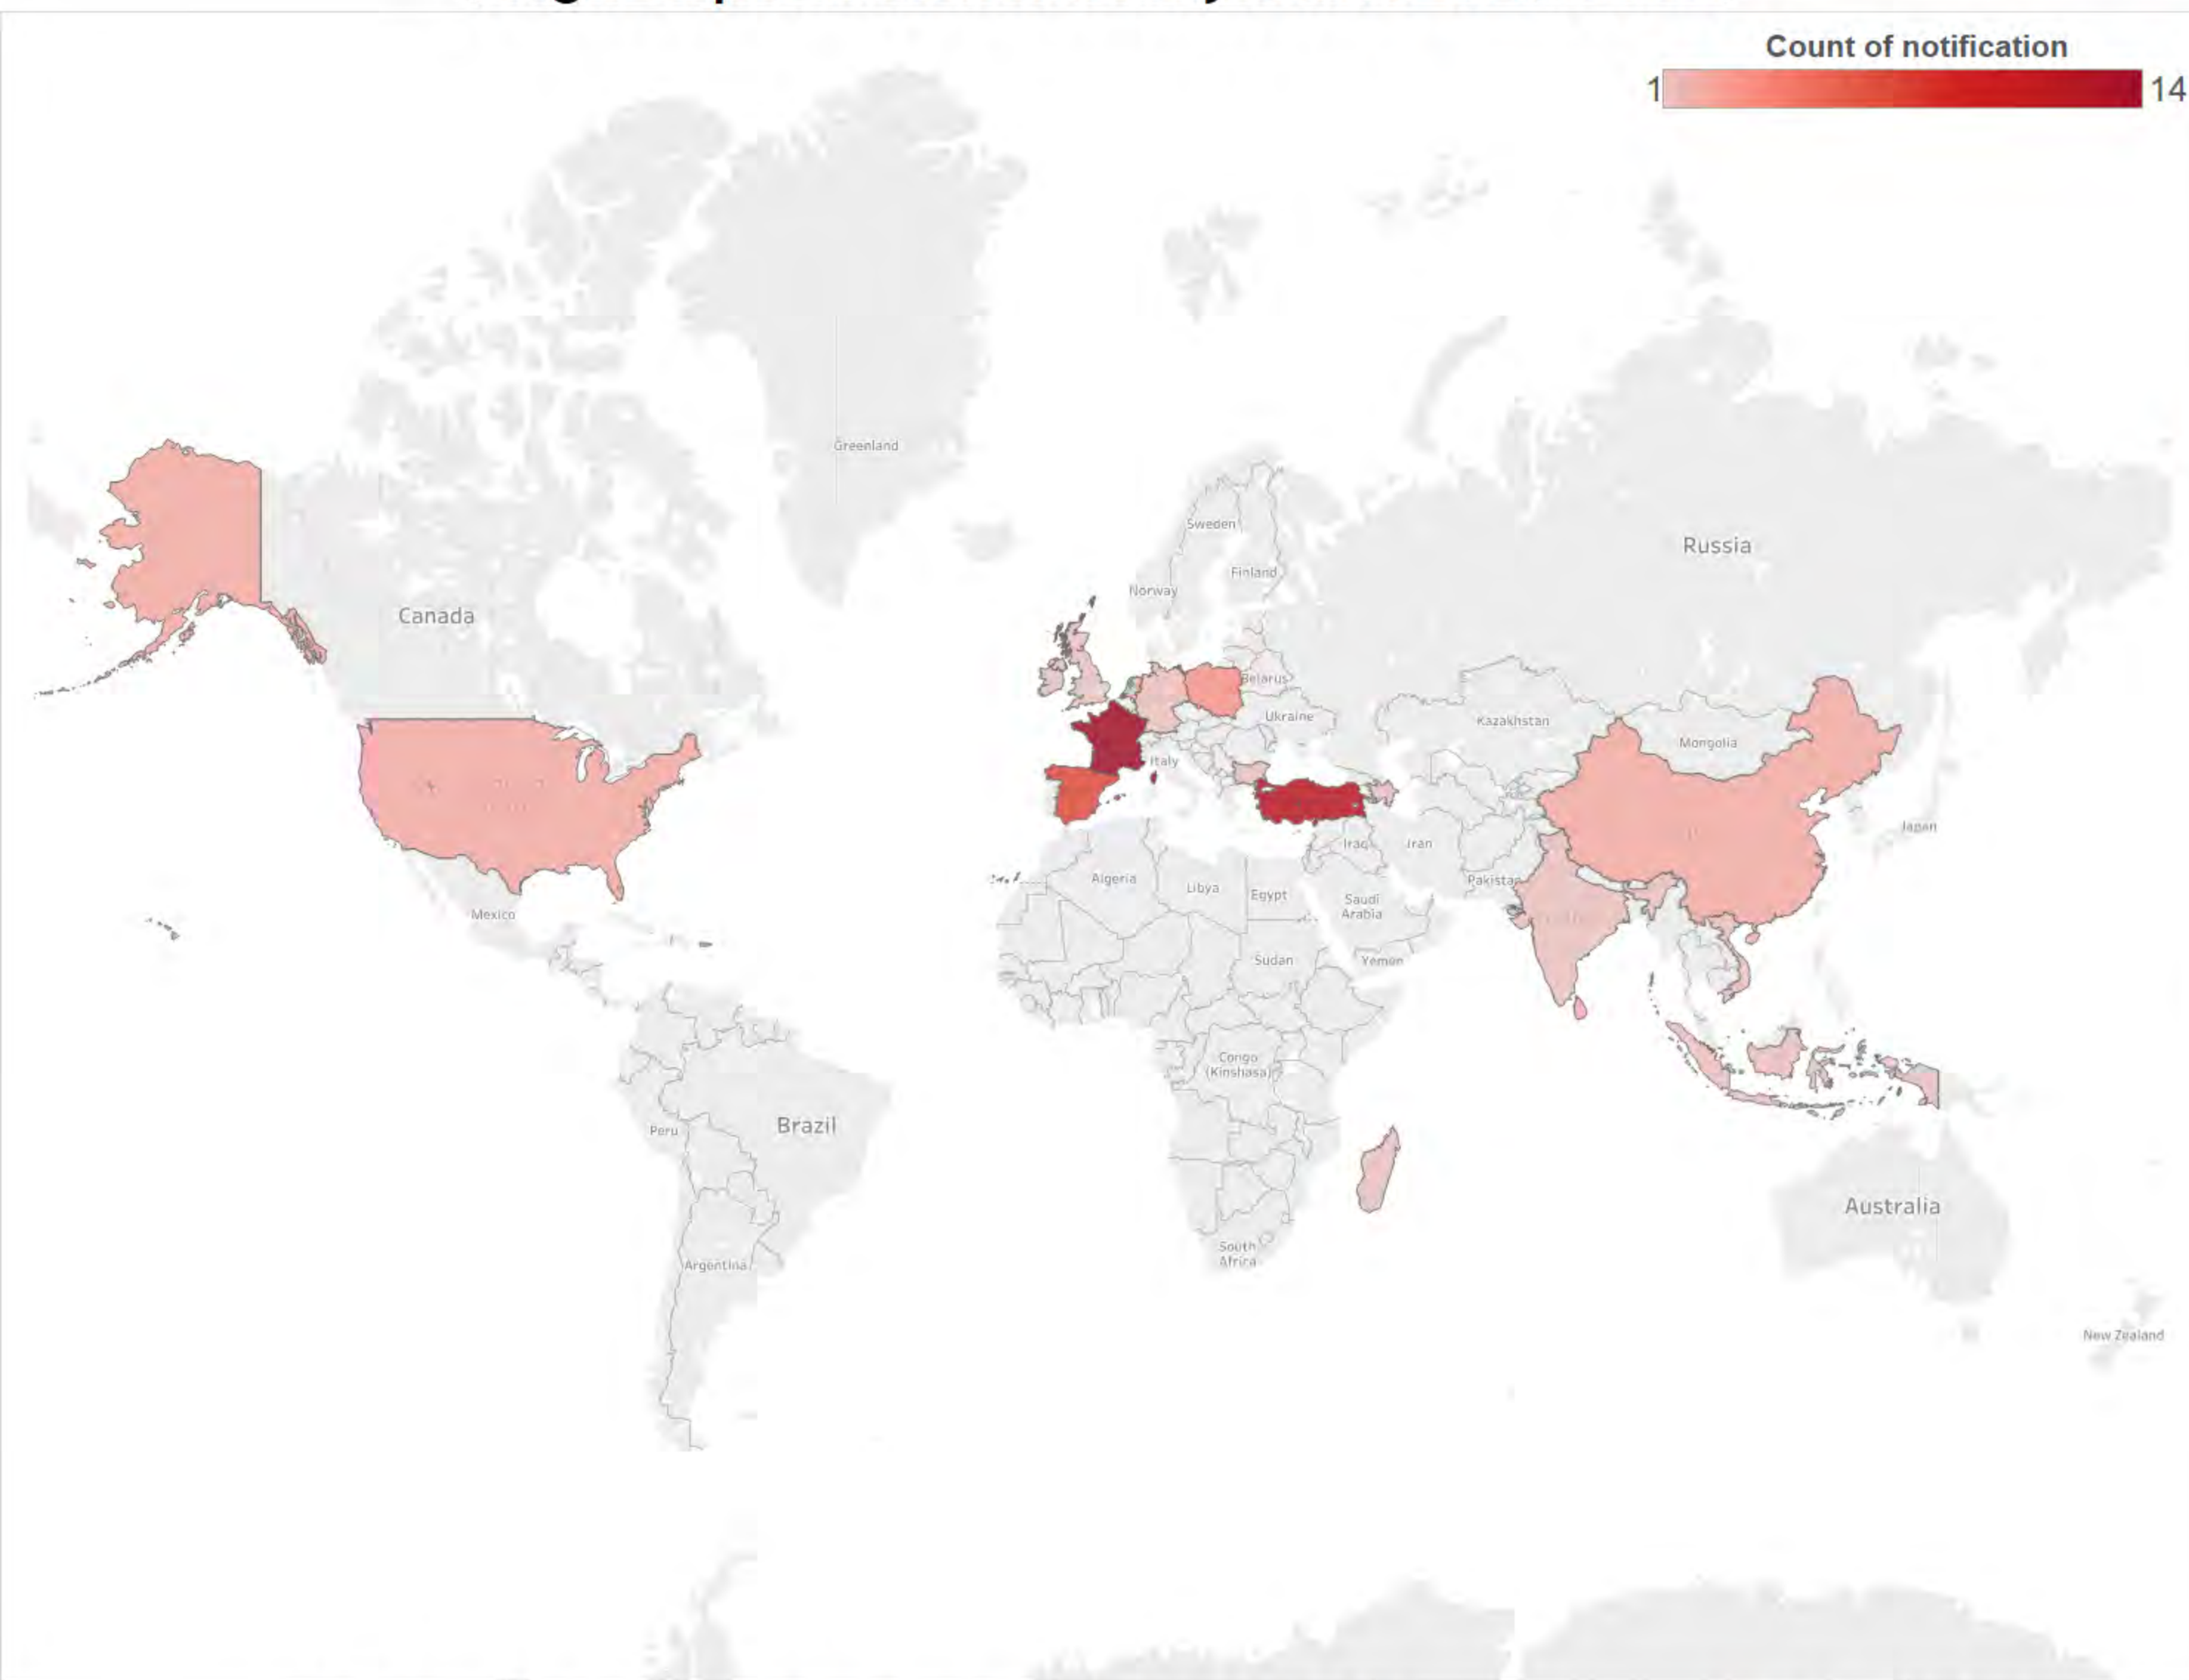 Count of notification
1 14
Greenland
Sweden
Russia
Finland
Norway
Canada
Belarus
Ukraine
Kazakhstan
Mongolia
Italy
Japan
Iraq
Iran
Algeria
Libya
Egypt
Pakistan
Saudi
Arabia
Mexico
Sudan
Yemen
Congo
(Kinshasa)
Brazil
Peru
Australia
South
Africa
Argentina
New Zealand